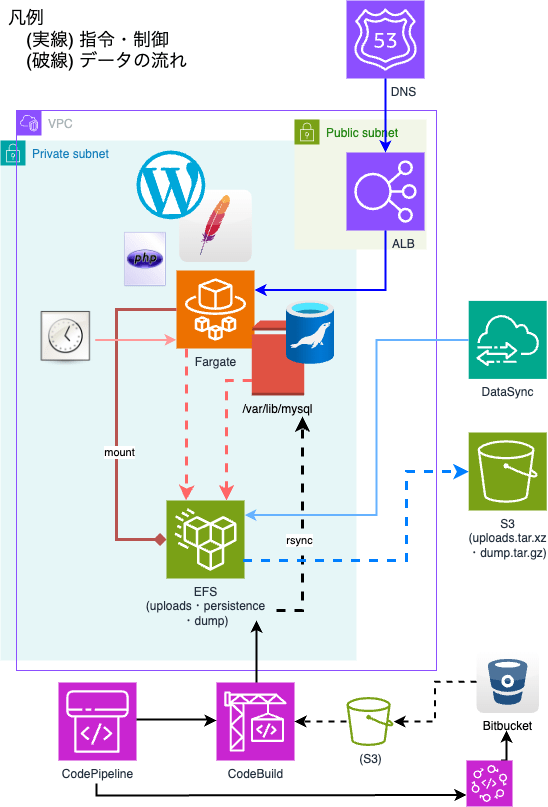 凡例
(実線) 指令・制御
(破線) データの流れ
53
DNS
VPC
Public subnet
Private subnet
ALB
php
Fargate
/var/lib/mysql
DataSync
mount
S3
(uploads.tar.xz
・dump.tar.gz)
rsync
EFS
(uploads・persistence
・dump)
Bitbucket
CodePipeline
CodeBuild
(S3)